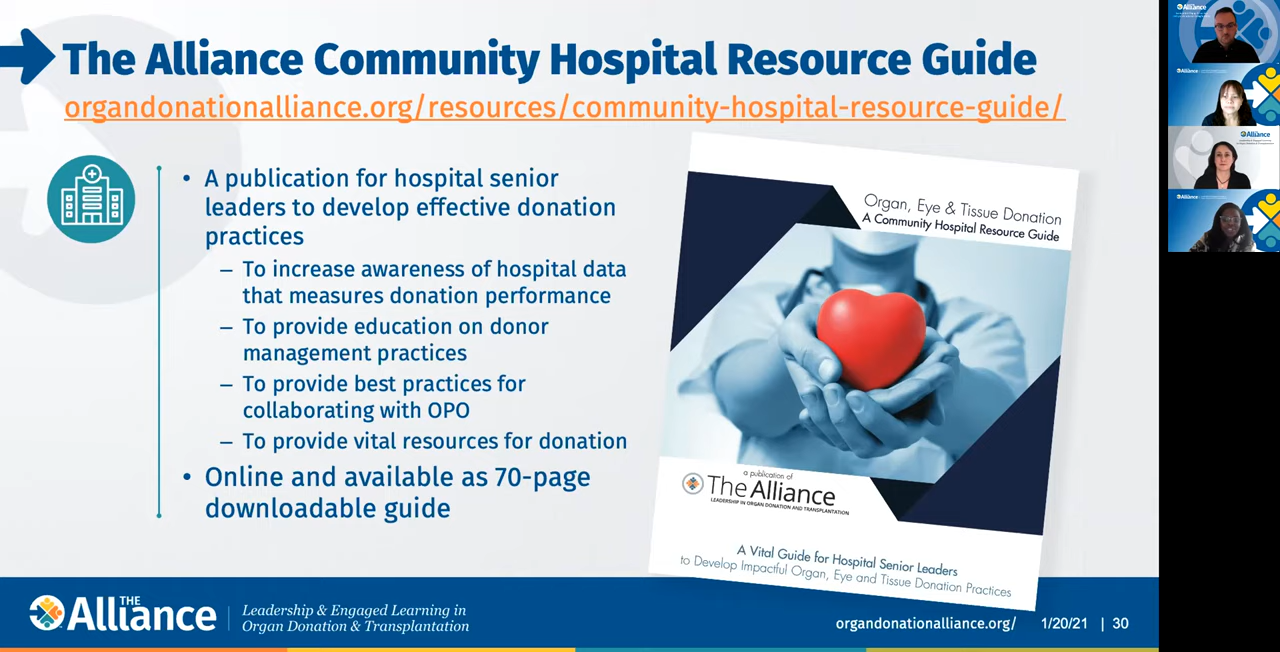 The Alliance Community Hospital Resource Guide
organdonationalliance.org/resources/community-hospital-resource-guide/
• A publication for hospital senior
leaders to develop effective donation
practices
– To increase awareness of hospital data
that measures donation performance
– To provide education on donor
management practices
– To provide best practices for
collaborating with OPO
– To provide vital resources for donation
• Online and available as 70-page
downloadable guide
Organ, Eye & Tissue Donation
A Community Hospital Resource Guide
a publication of
The Alliance
LEADERSHIP IN ORGAN DONATION AND TRANSPLANTATION
A Vital Guide for Hospital Senior Leaders
to Develop Impactful Organ, Eye and Tissue Donation Practices
THE
Alliance
Leadership & Engaged Learning in
Organ Donation & Transplantation
organdonationalliance.org/ 1/20/21 | 30
Alliance
Alliance